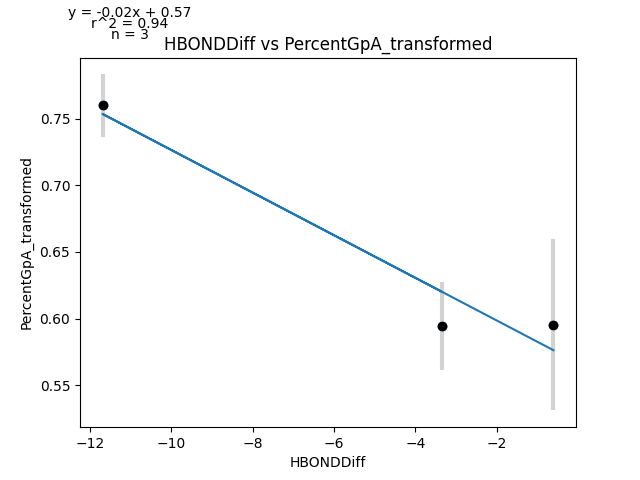 y = -0.02x + 0.57
r^2 = 0.94
n = 3
HBONDDiff vs PercentGpA_transformed
PercentGpA_transformed
0.75
0.70
0.65
0.60
0.55
−12 −10 −8 −6 −4 −2
HBONDDiff